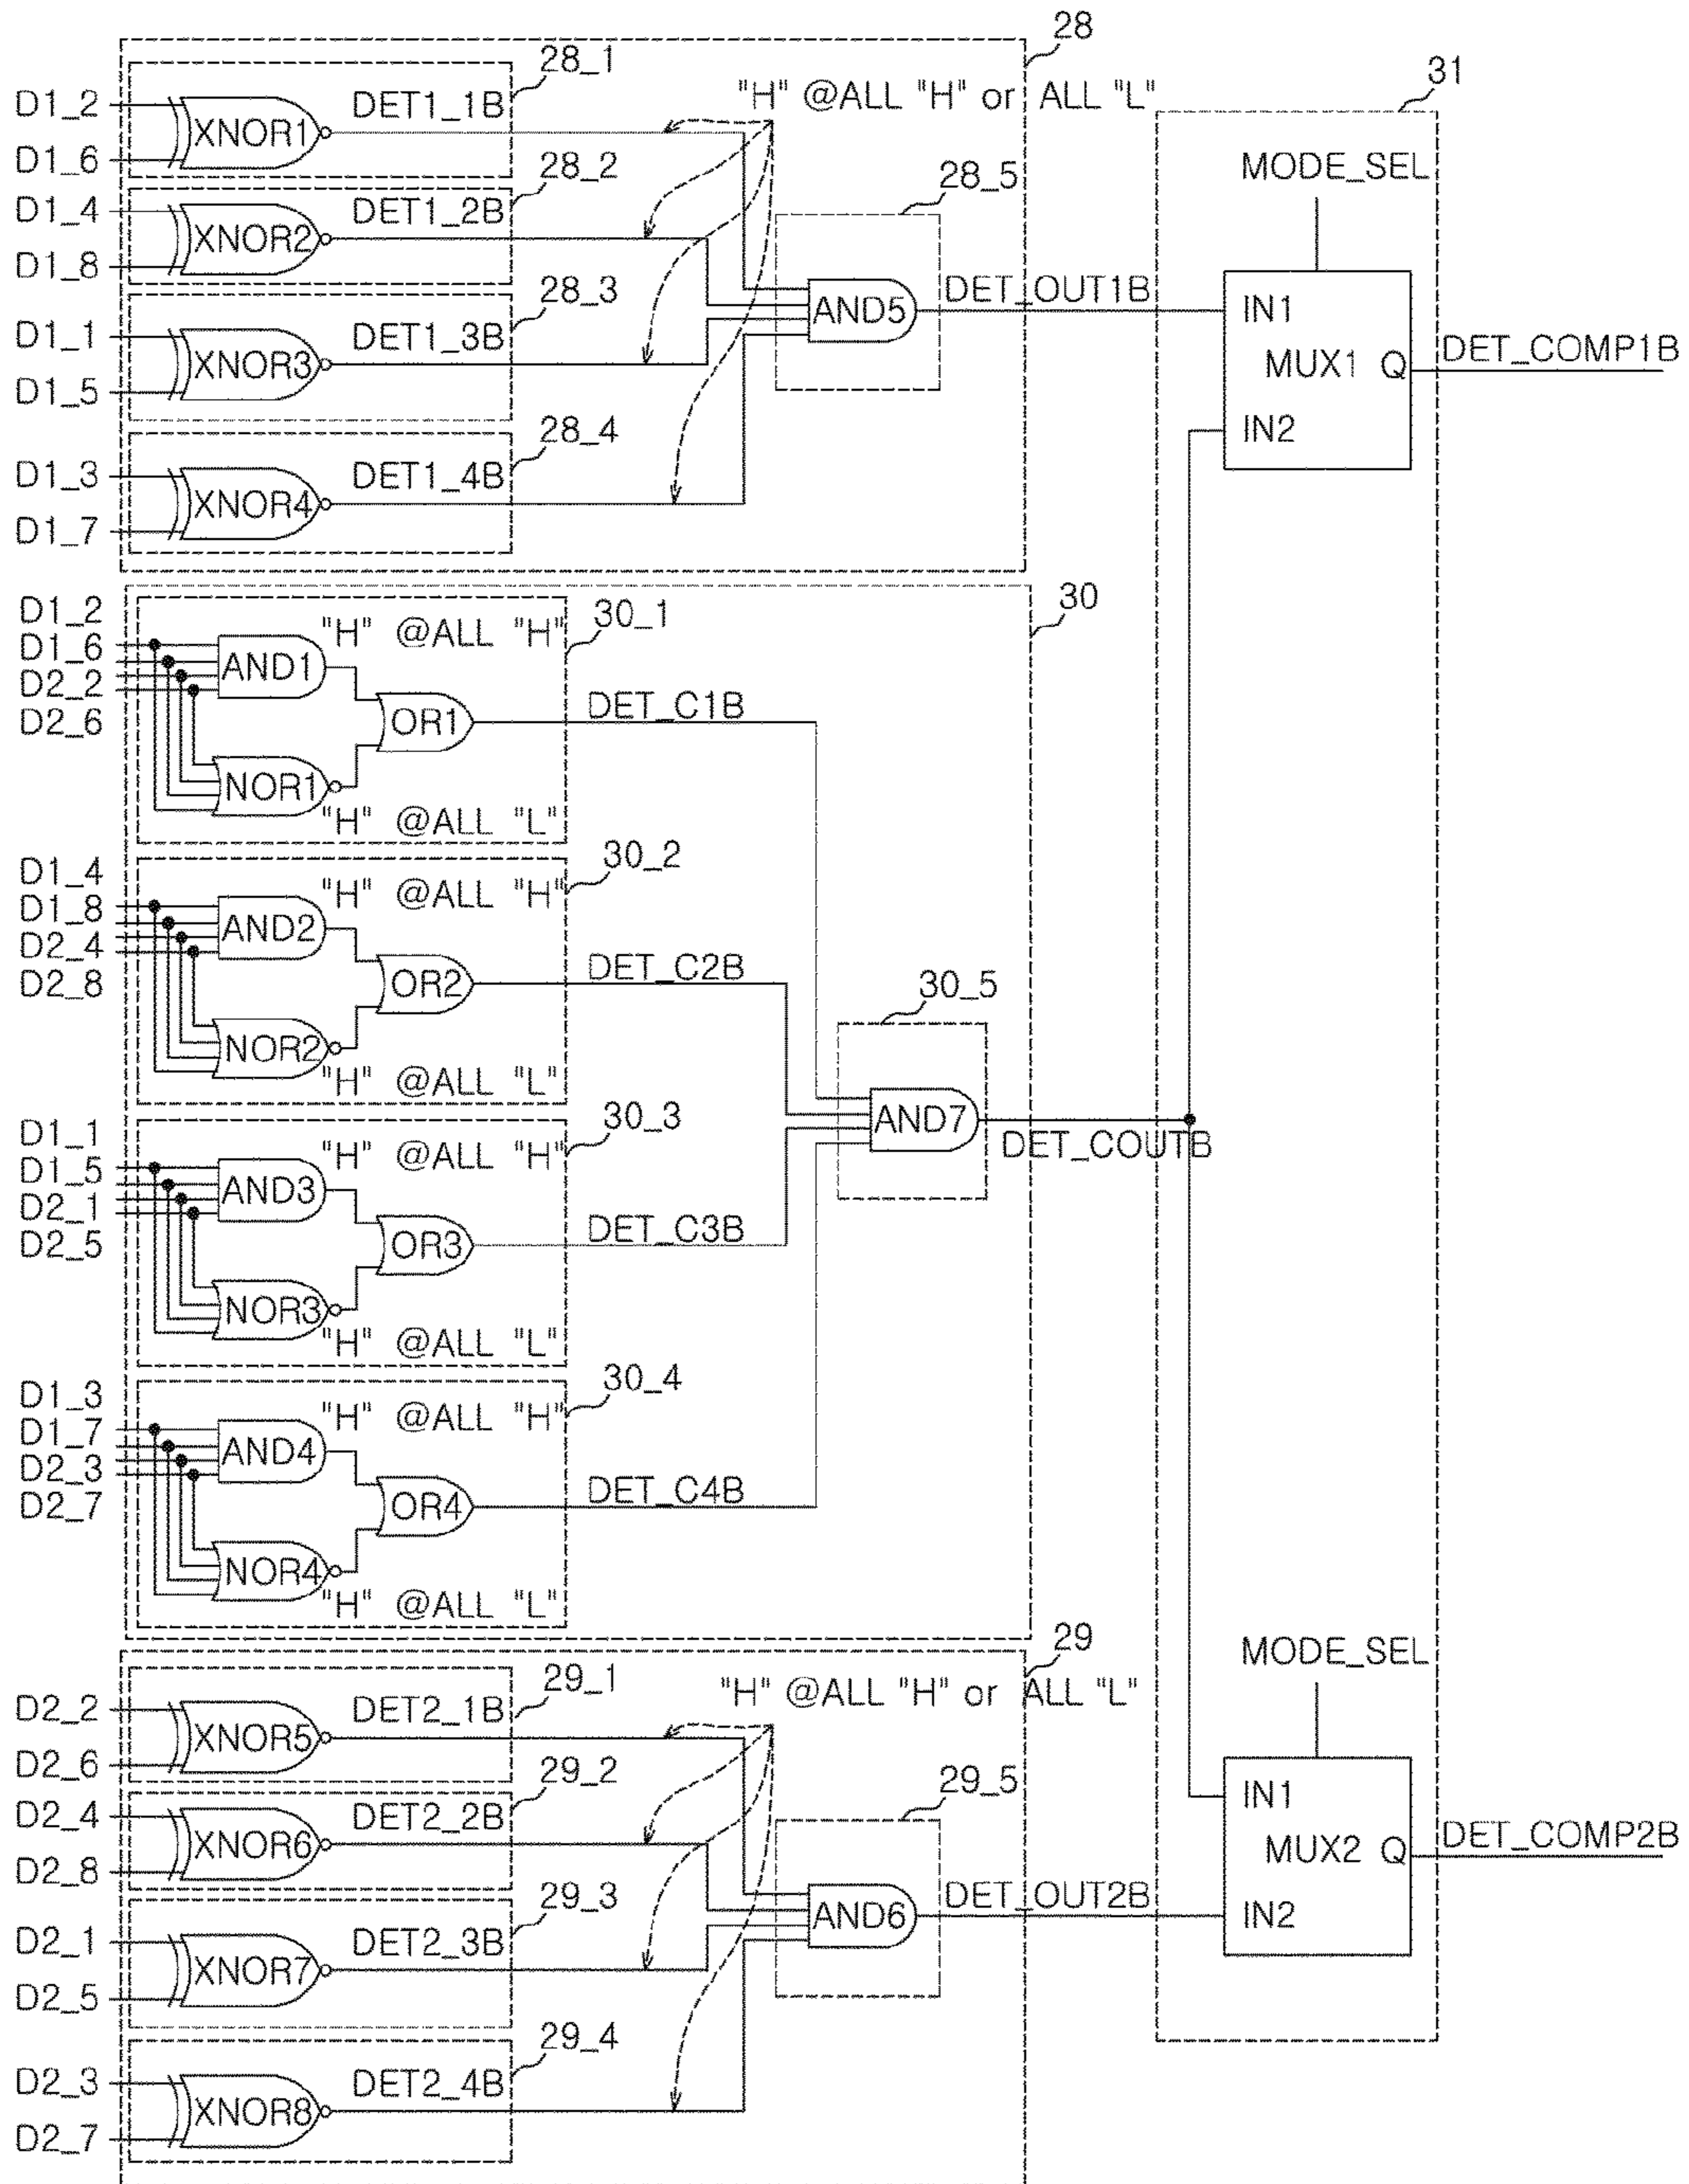 28
28_1
31
D1_2
DET1_1B
"H" @ALL "H" or ALL "L"
XNOR1
D1_6
28_2
28_5
MODE_SEL
D1_4
DET1_2B
XNOR2
D1_8
28_3
DET_OUT1B
IN1
AND5
D1_1
DET1_3B
XNOR3
MUX1 Q
DET_COMP1B
D1_5
28_4
IN2
D1_3
DET1_4B
XNOR4
D1_7
D1_2
30_1
30
D1_6
"H" @ALL "H"
AND1
D2_2
D2_6
OR1
DET_C1B
NOR1
"H" @ALL "L"
D1_4
30_2
D1_8
"H" @ALL "H"
AND2
D2_4
D2_8
OR2
DET_C2B
30_5
NOR2
"H" @ALL "L"
AND7
D1_1
30_3
DET_COUTB
D1_5
"H" @ALL "H"
AND3
D2_1
D2_5
OR3
DET_C3B
NOR3
"H" @ALL "L"
D1_3
30_4
D1_7
"H" @ALL "H"
AND4
D2_3
D2_7
OR4
DET_C4B
NOR4
"H" @ALL "L"
29
MODE_SEL
29_1
D2_2
DET2_1B
"H" @ALL "H" or ALL "L"
XNOR5
D2_6
29_2
29_5
IN1
D2_4
DET2_2B
XNOR6
MUX2 Q
DET_COMP2B
D2_8
29_3
DET_OUT2B
AND6
IN2
D2_1
DET2_3B
XNOR7
D2_5
29_4
D2_3
DET2_4B
XNOR8
D2_7